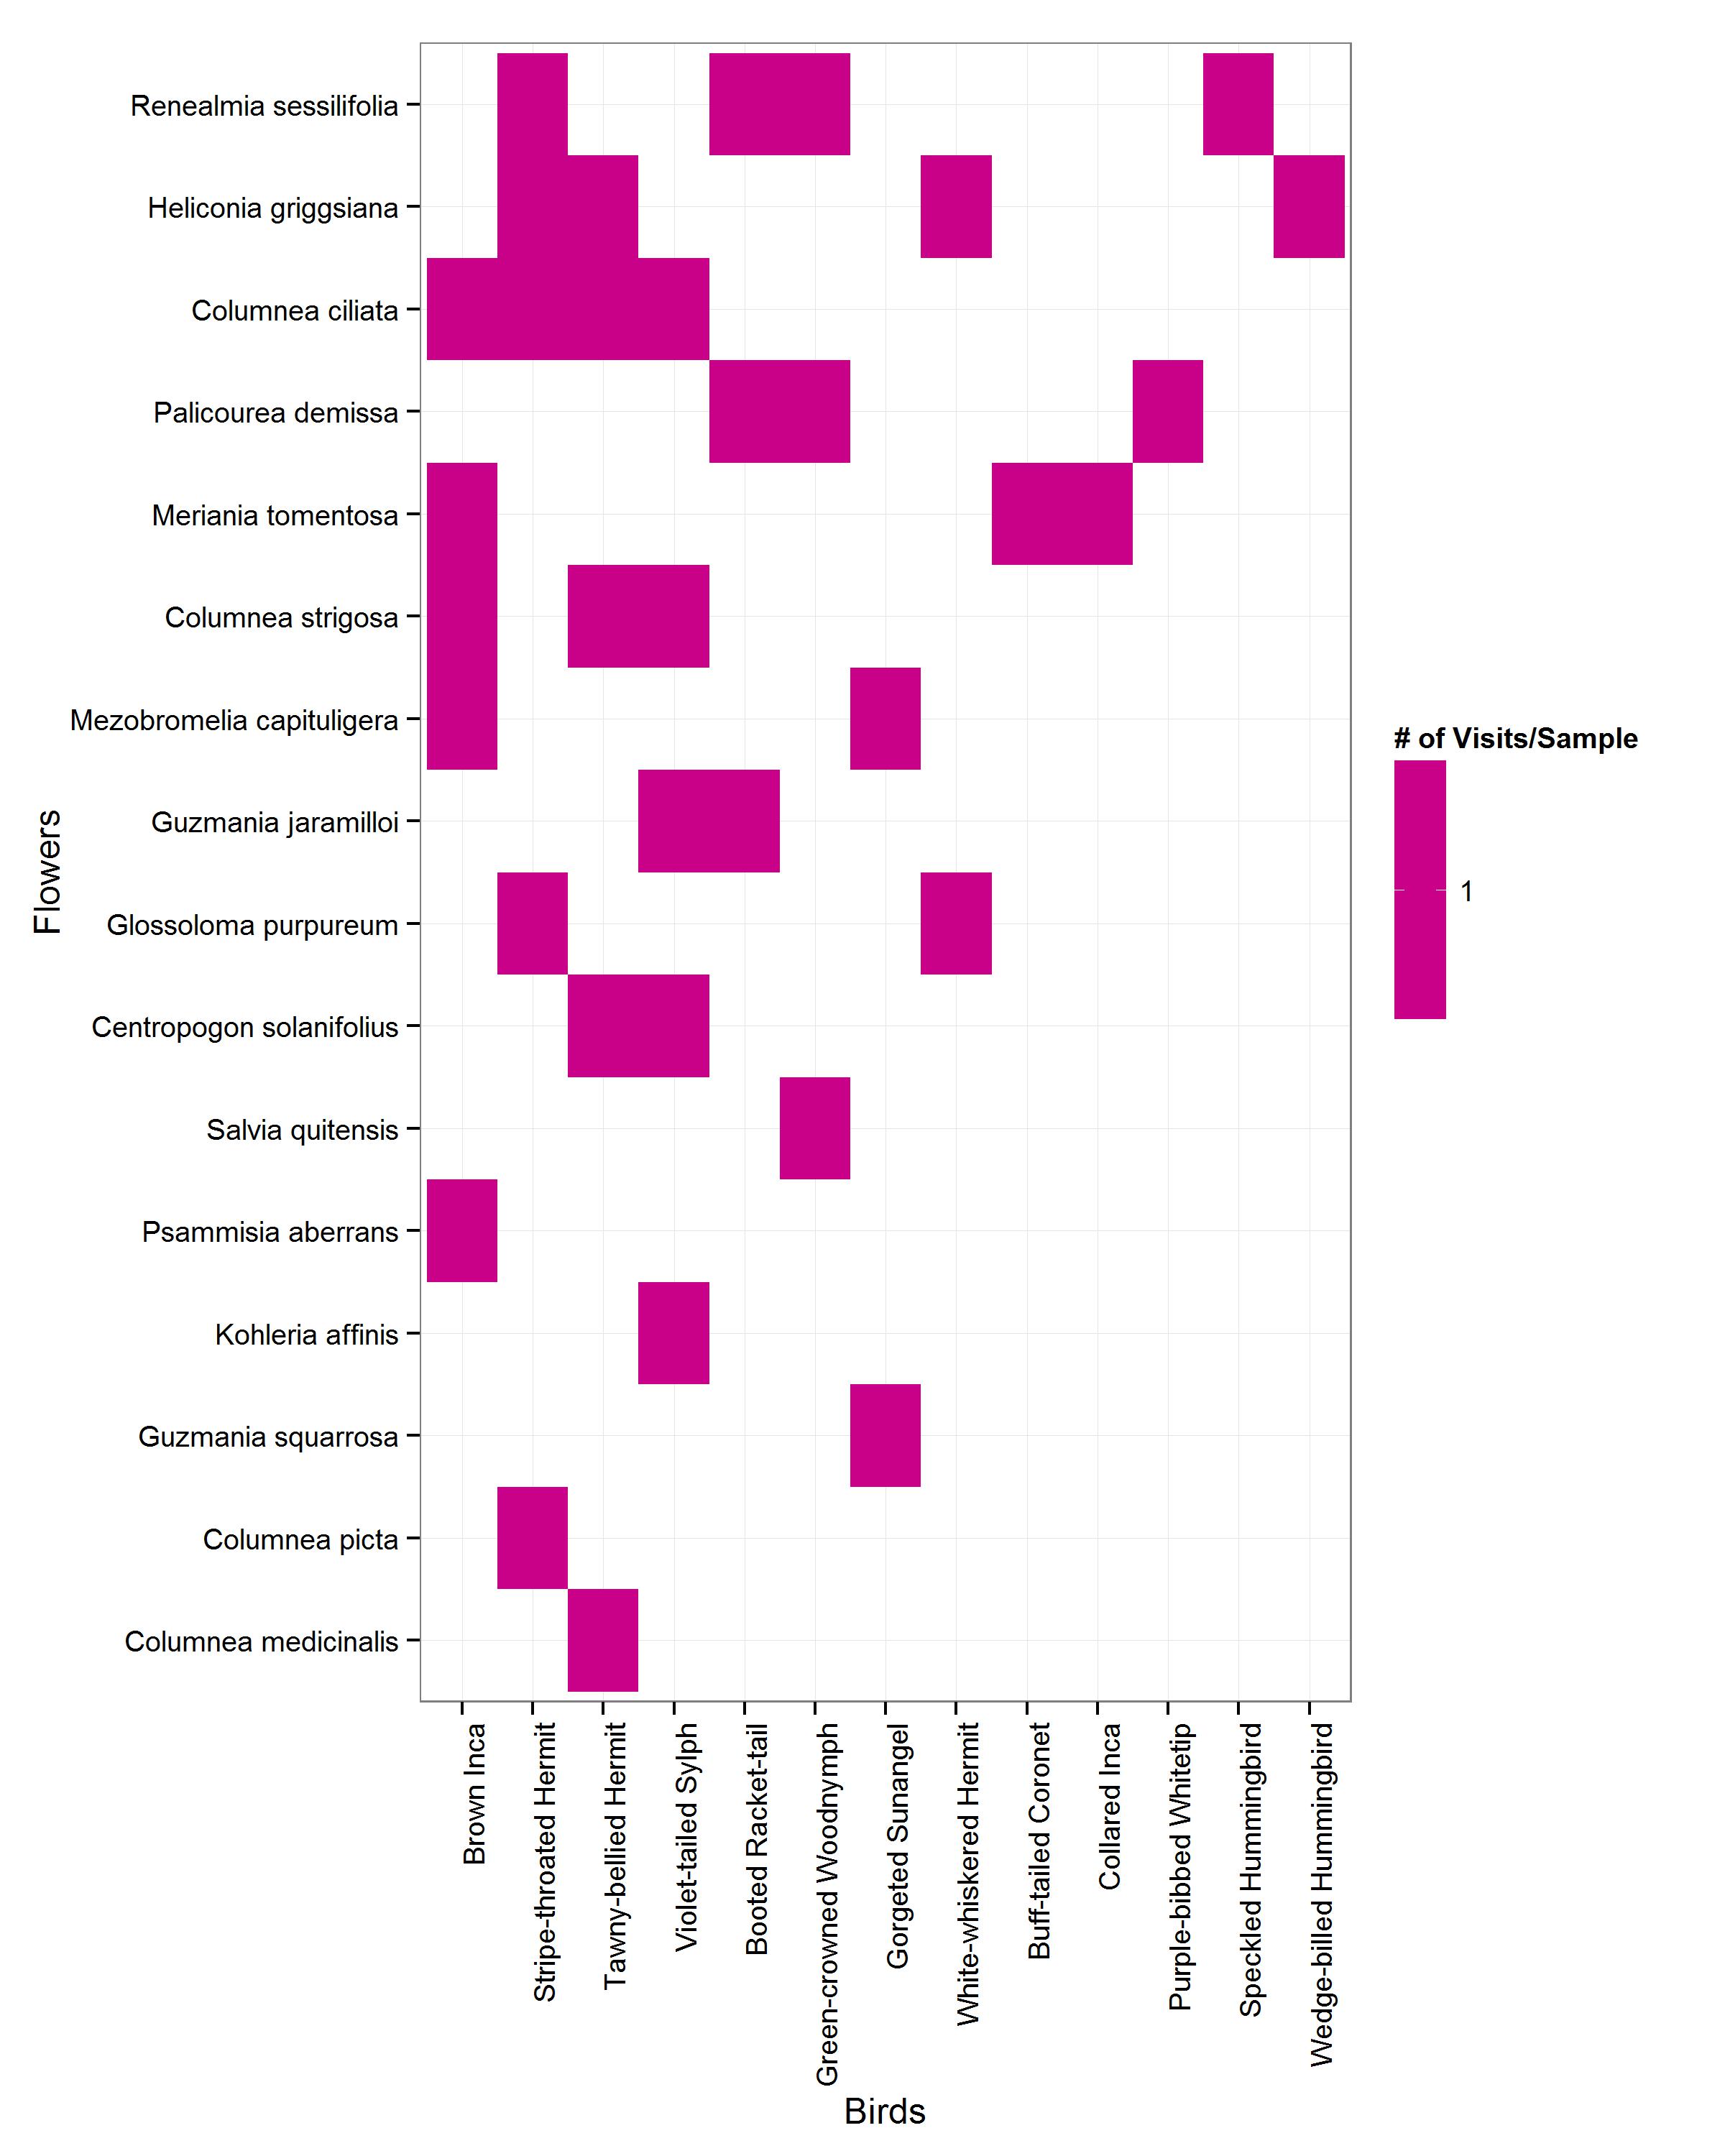 Renealmia sessilifolia
Heliconia griggsiana
Columnea ciliata
Palicourea demissa
Meriania tomentosa
Columnea strigosa
Mezobromelia capituligera
Guzmania jaramilloi
Glossoloma purpureum
Centropogon solanifolius
Salvia quitensis
Psammisia aberrans
Kohleria affinis
Guzmania squarrosa
Columnea picta
Columnea medicinalis
Flowers
# of Visits/Sample
1
Brown Inca
Stripe-throated Hermit
Tawny-bellied Hermit
Violet-tailed Sylph
Booted Racket-tail
Green-crowned Woodnymph
Gorgeted Sunangel
White-whiskered Hermit
Buff-tailed Coronet
Collared Inca
Purple-bibbed Whitetip
Speckled Hummingbird
Wedge-billed Hummingbird
Birds